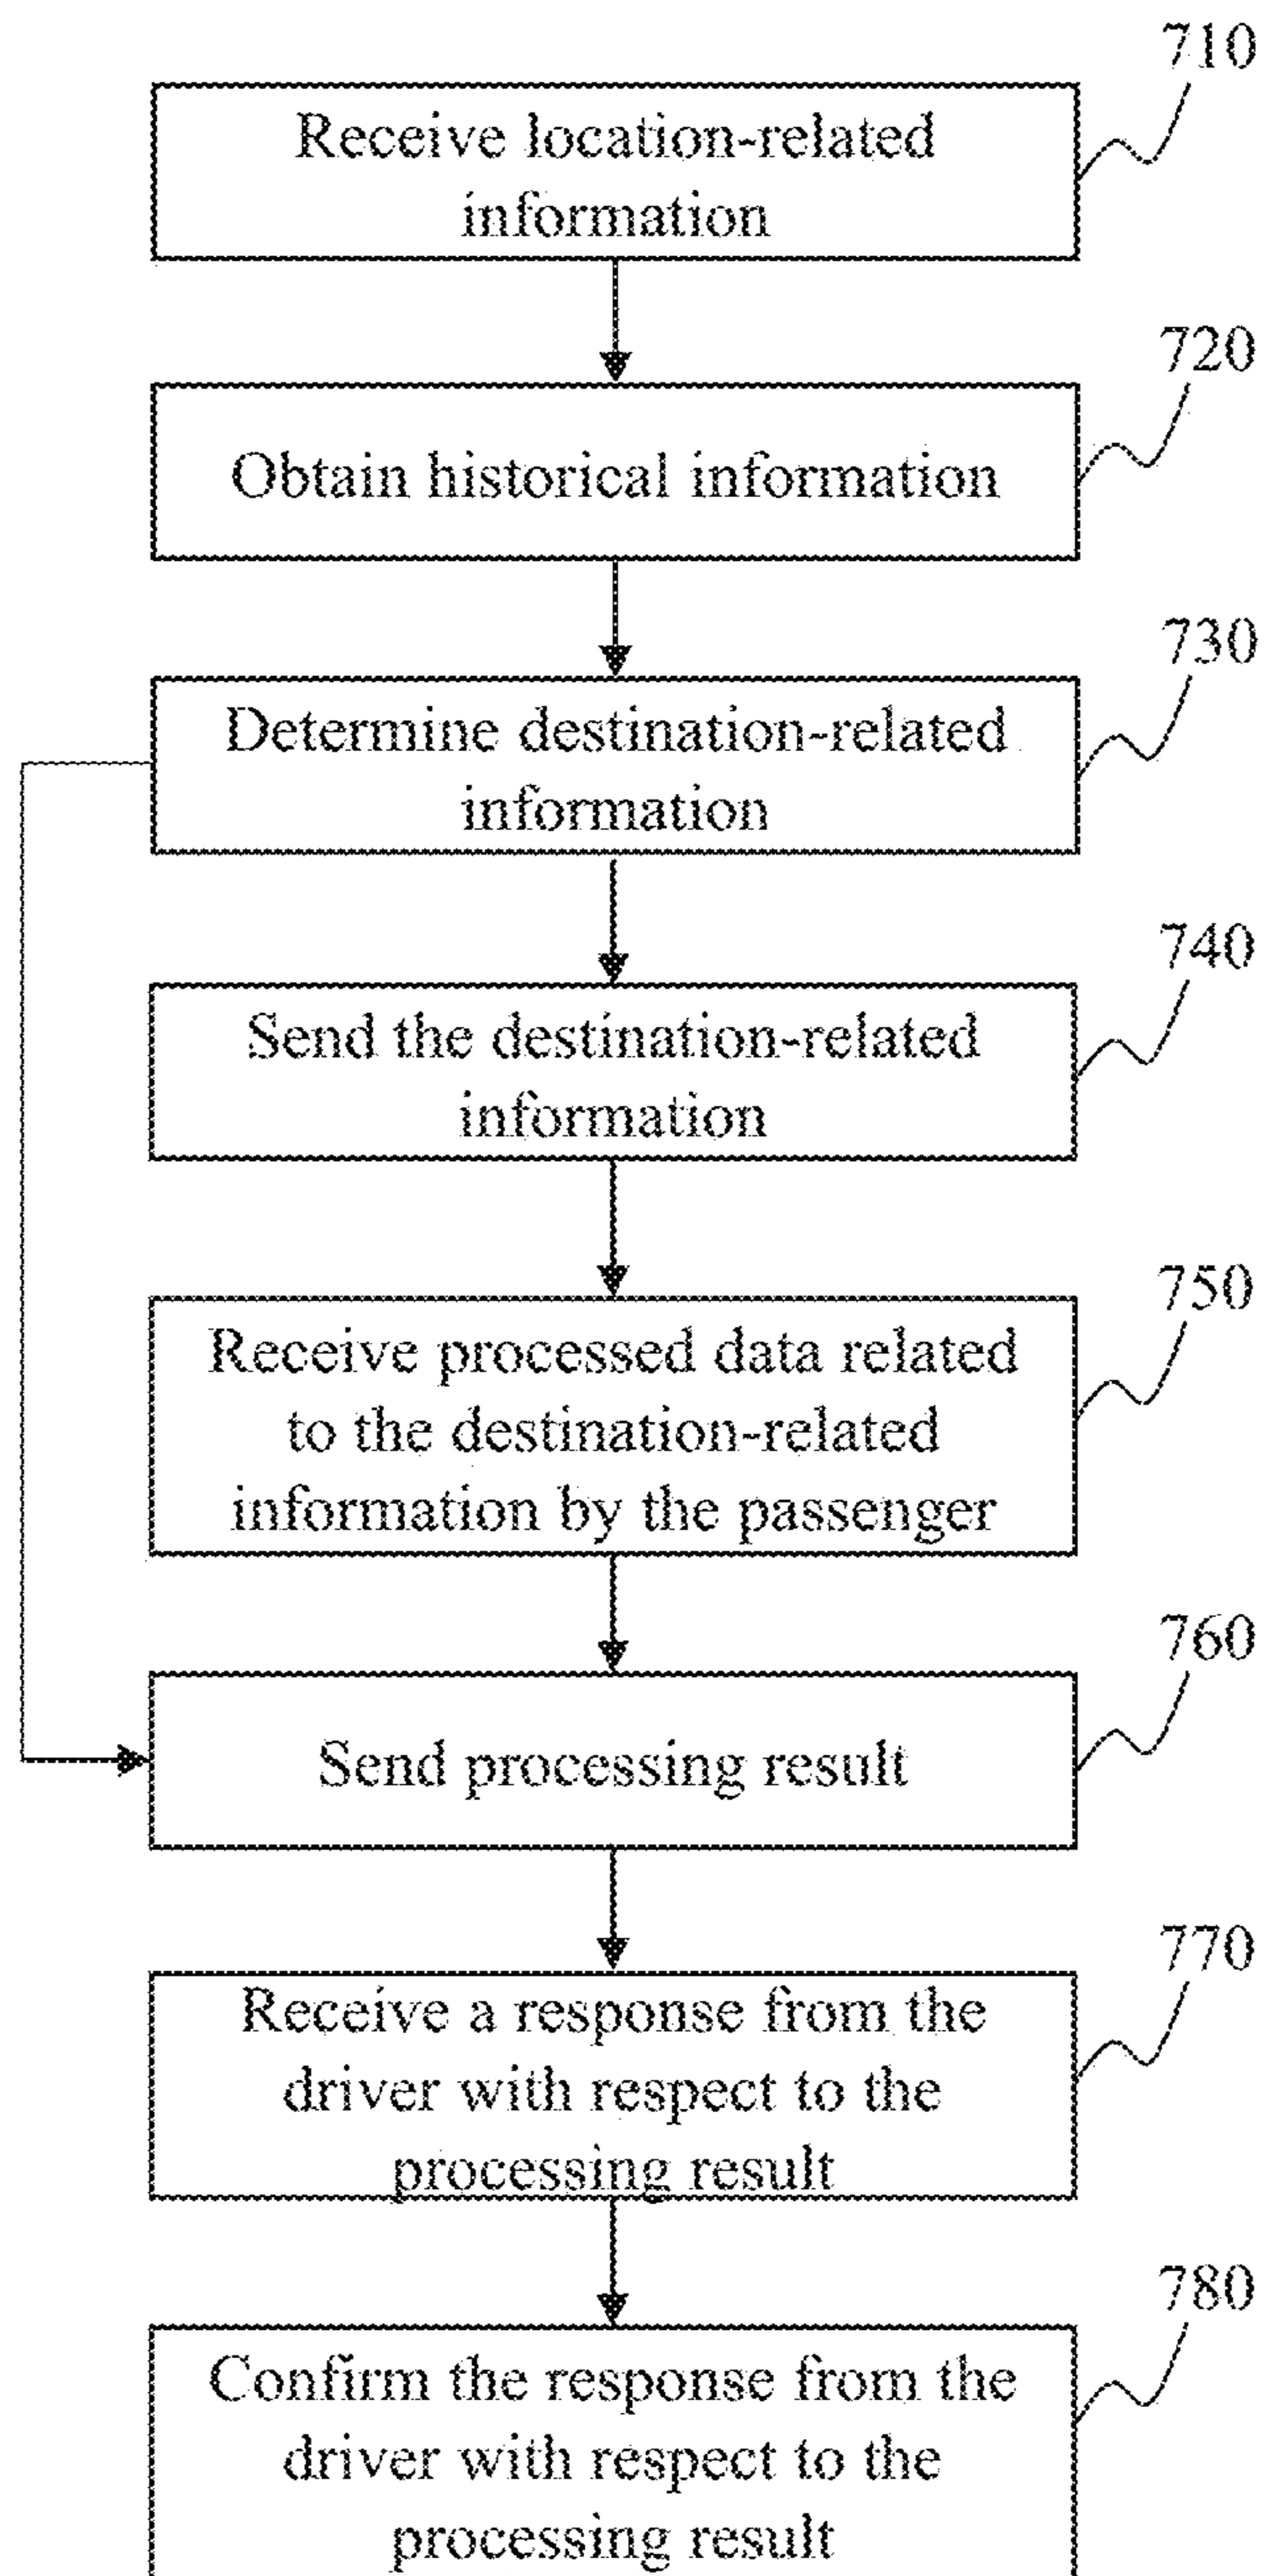 710
Receive location-related
information
720
Obtain historical information
730
Determine destination-related
information
740
Send the destination-related
information
750
Receive processed data related
to the destination-related
information by the passenger
760
Send processing result
770
Receive a response from the
driver with respect to the
processing result
780
Confirm the response from the
driver with respect to the
processing result